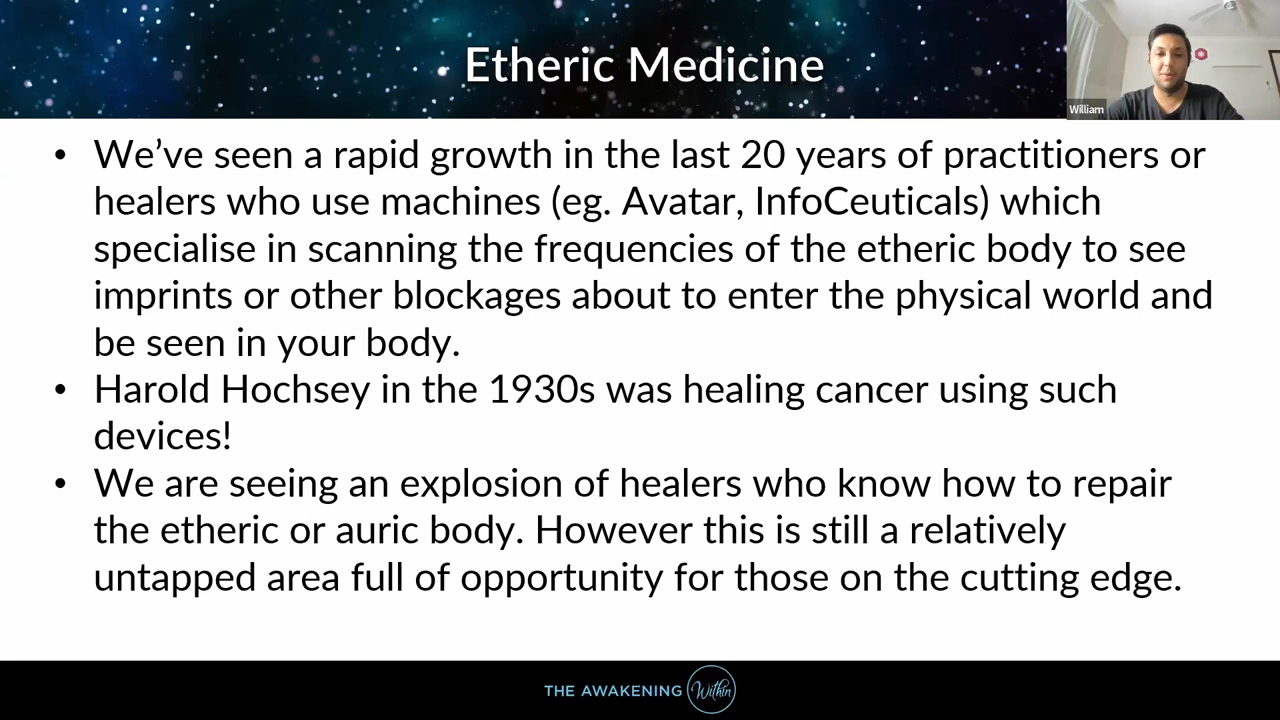 Etheric Medicine
William
• We’ve seen a rapid growth in the last 20 years of practitioners or
healers who use machines (eg. Avatar, InfoCeuticals) which
specialise in scanning the frequencies of the etheric body to see
imprints or other blockages about to enter the physical world and
be seen in your body.
• Harold Hochsey in the 1930s was healing cancer using such
devices!
• We are seeing an explosion of healers who know how to repair
the etheric or auric body. However this is still a relatively
untapped area full of opportunity for those on the cutting edge.
THE AWAKENING Within